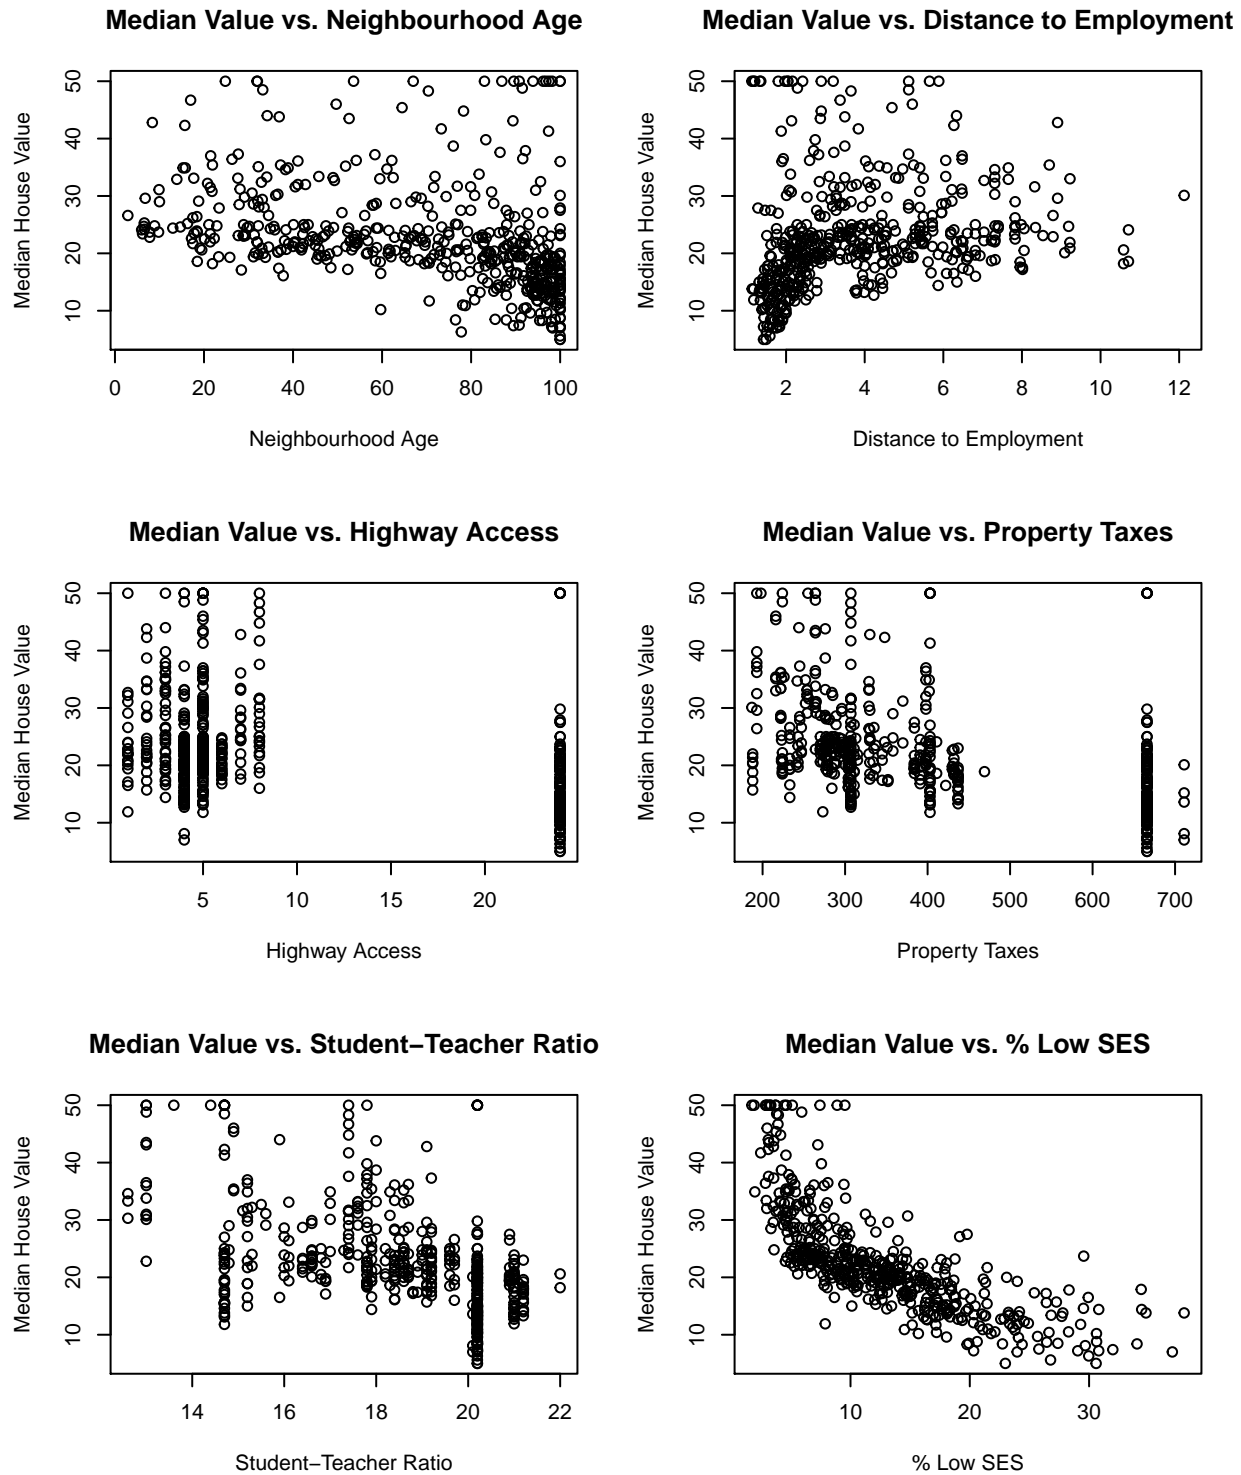 Median Value vs. Neighbourhood Age
Median House Value
50
40
30
20
10
0 20 40 60 80 100
Neighbourhood Age
Median Value vs. Distance to Employment
Median House Value
50
40
30
20
10
2 4 6 8 10 12
Distance to Employment
Median Value vs. Highway Access
Median House Value
50
40
30
20
10
5 10 15 20
Highway Access
Median Value vs. Property Taxes
Median House Value
50
40
30
20
10
200 300 400 500 600 700
Property Taxes
Median Value vs. Student−Teacher Ratio
Median House Value
50
40
30
20
10
14 16 18 20 22
Student−Teacher Ratio
Median Value vs. % Low SES
Median House Value
50
40
30
20
10
10 20 30
% Low SES